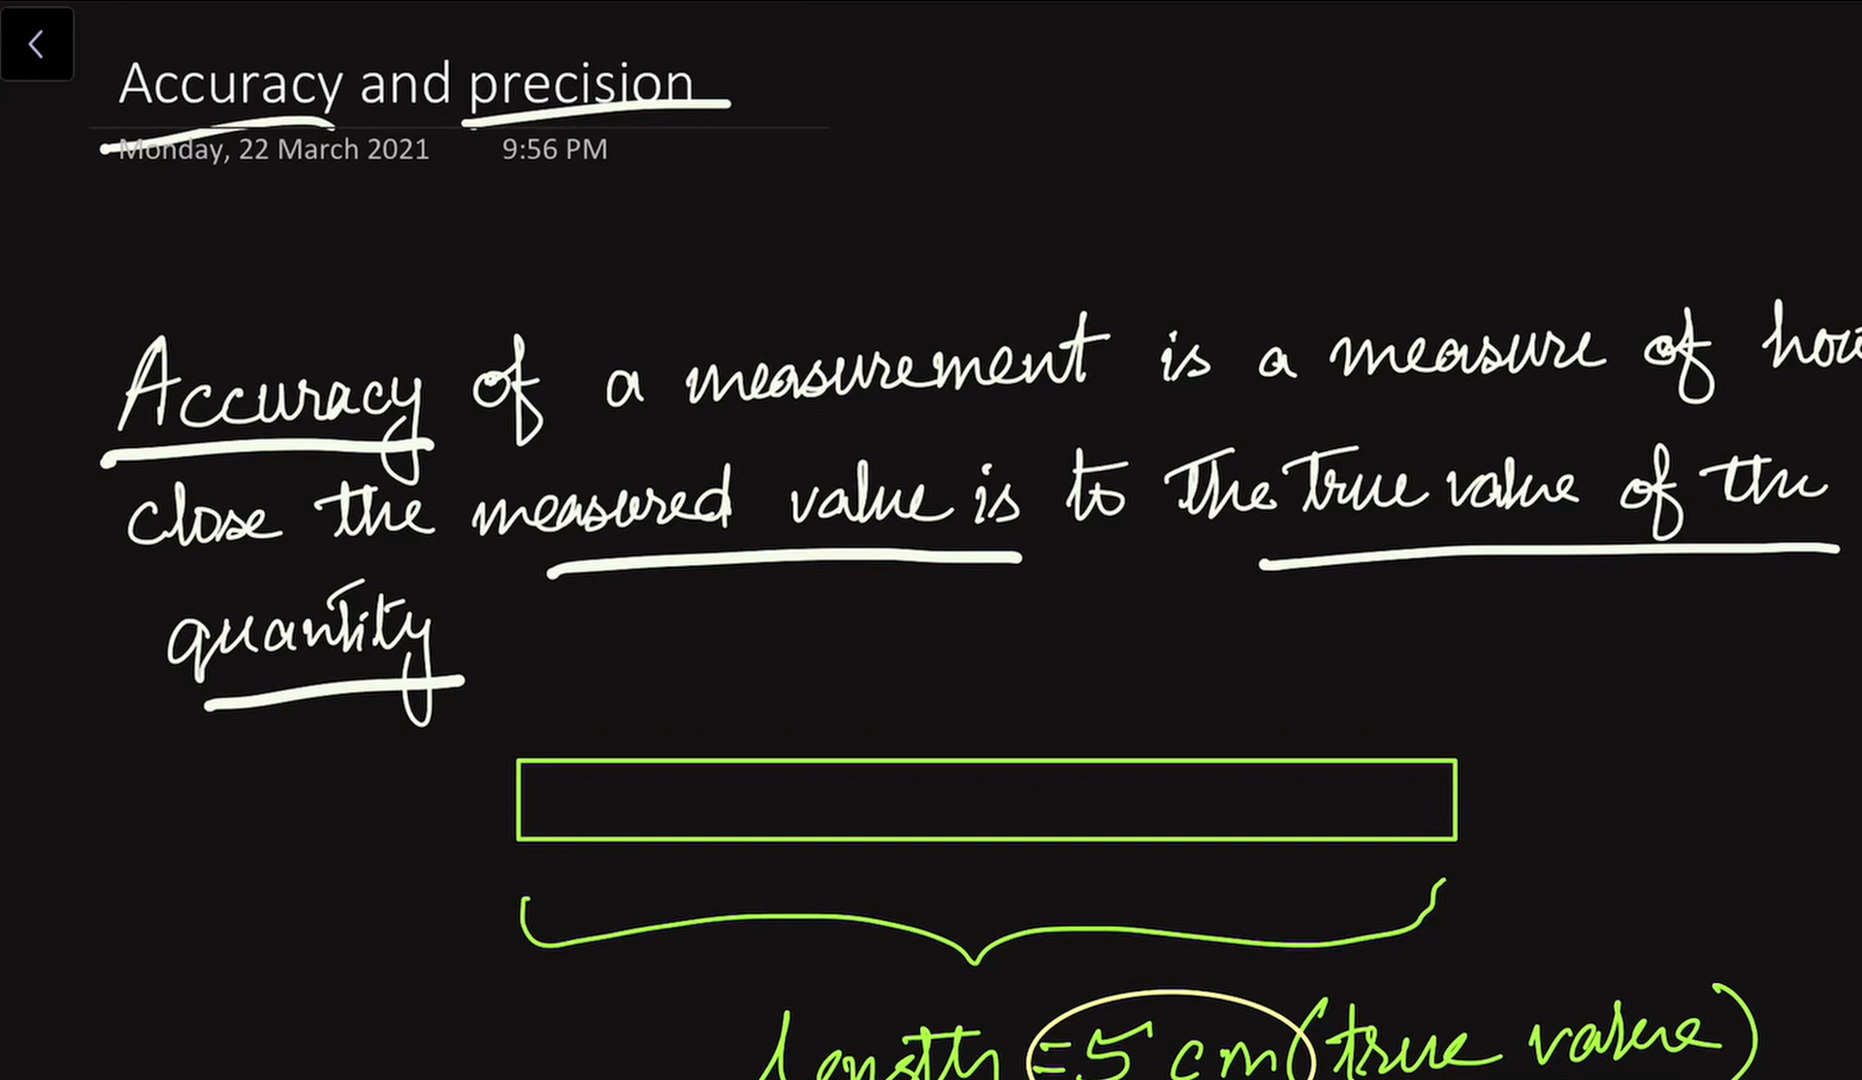 Accuracy and precision
Monday, 22 March 2021 9:56 PM
Accuracy of a measurement is a measure of how
close the measured value is to the true value of the
quantity
length = 5 cm (true value)